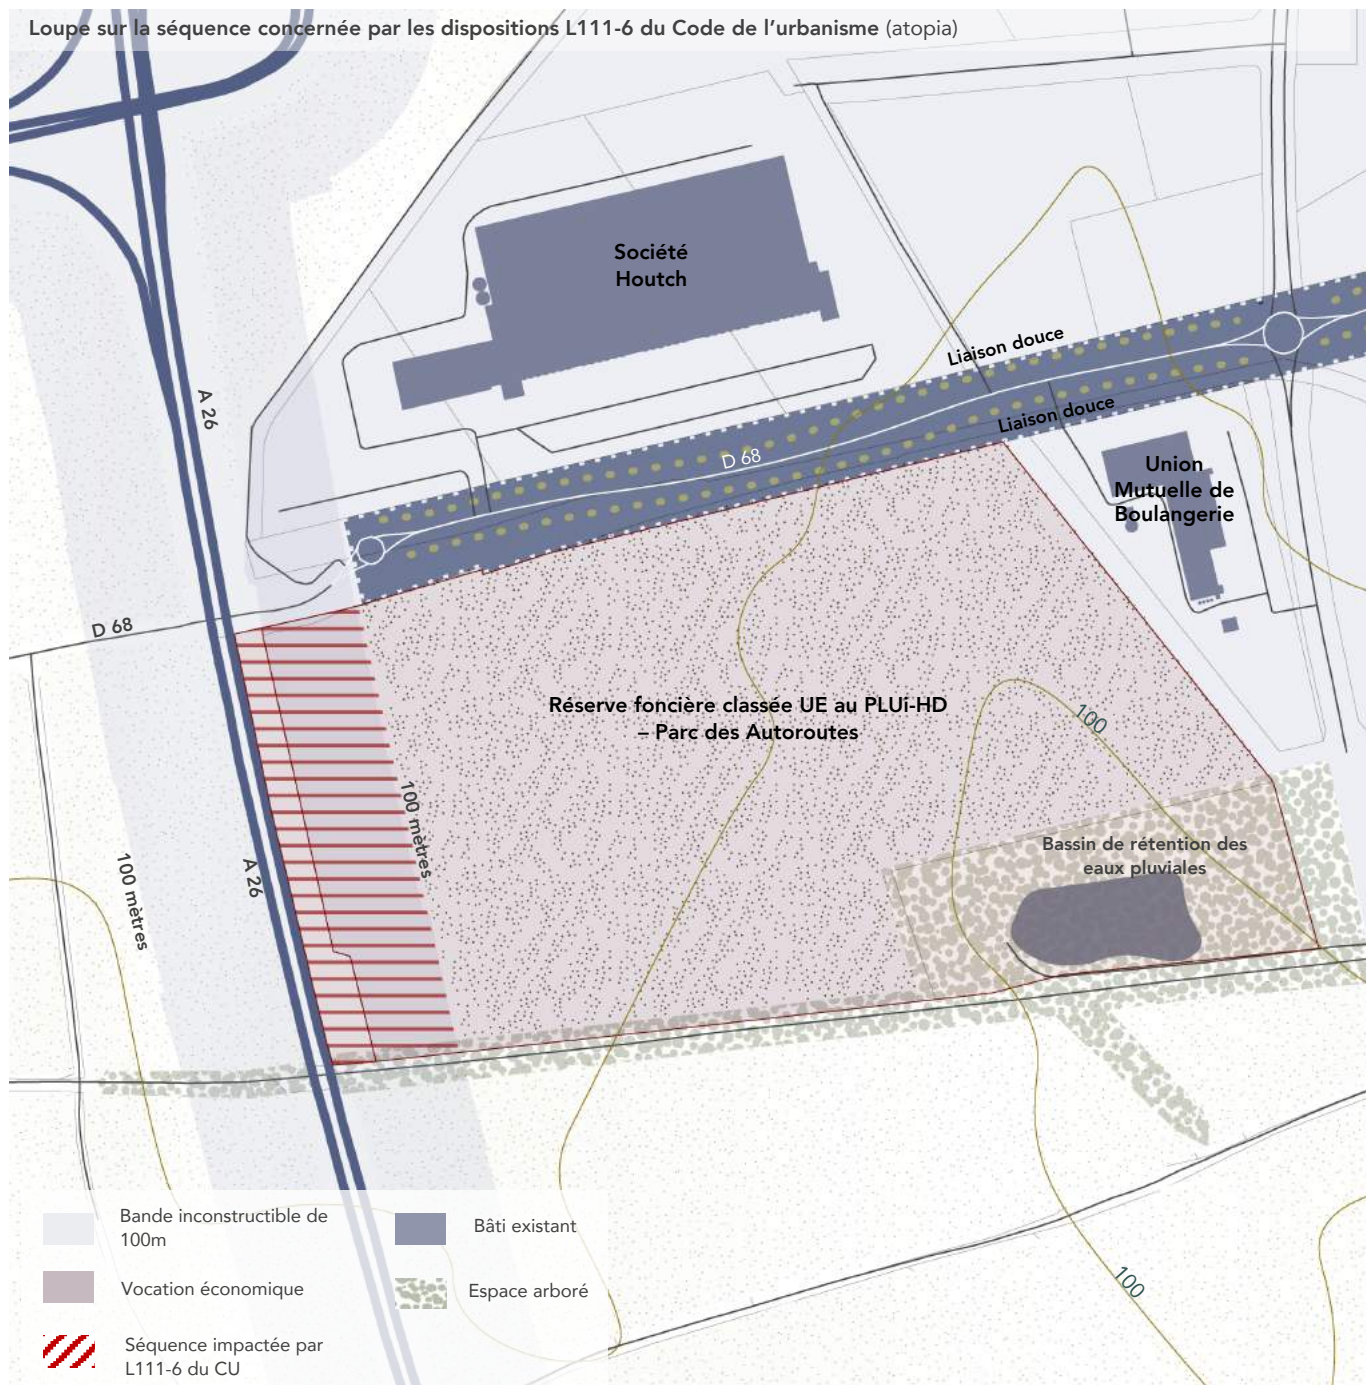 Loupe sur la séquence concernée par les dispositions L111-6 du Code de l'urbanisme (atopia)
Société
Houtch
A 26
Liaison douce
Liaison douce
D 68
Union
Mutuelle de
Boulangerie
D 68
Réserve foncière classée UE au PLUi-HD
– Parc des Autoroutes
100
100 mètres
A 26
100 mètres
Bassin de rétention des
eaux pluviales
100
Bande inconstructible de
100m
Bâti existant
Vocation économique
Espace arboré
Séquence impactée par
L111-6 du CU